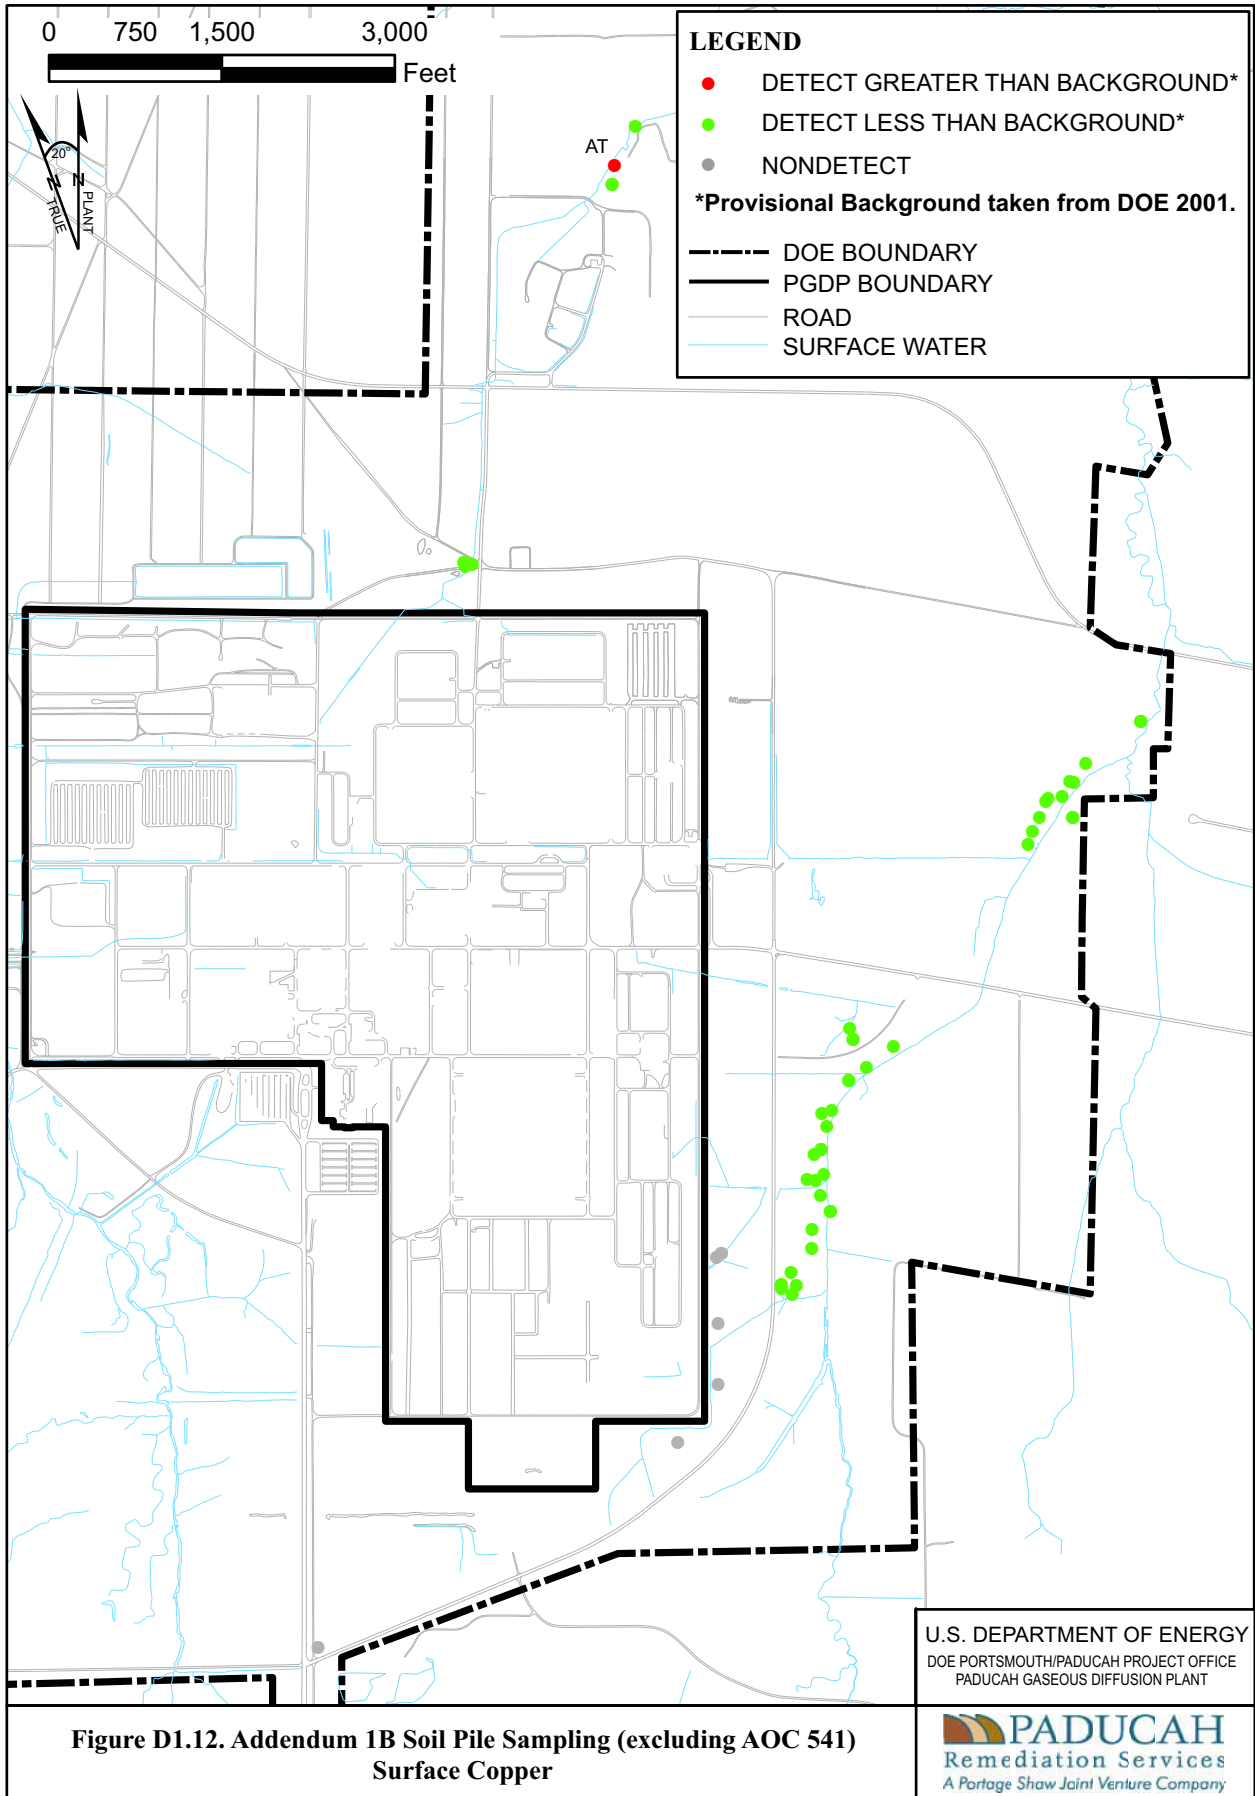 0 750 1,500 3,000
Feet
20°
N TRUE
N PLANT
AT
LEGEND
DETECT GREATER THAN BACKGROUND*
DETECT LESS THAN BACKGROUND*
NONDETECT
*Provisional Background taken from DOE 2001.
DOE BOUNDARY
PGDP BOUNDARY
ROAD
SURFACE WATER
U.S. DEPARTMENT OF ENERGY
DOE PORTSMOUTH/PADUCAH PROJECT OFFICE
PADUCAH GASEOUS DIFFUSION PLANT
Figure D1.12. Addendum 1B Soil Pile Sampling (excluding AOC 541)
Surface Copper
PADUCAH
Remediation Services
A Portage Shaw Joint Venture Company